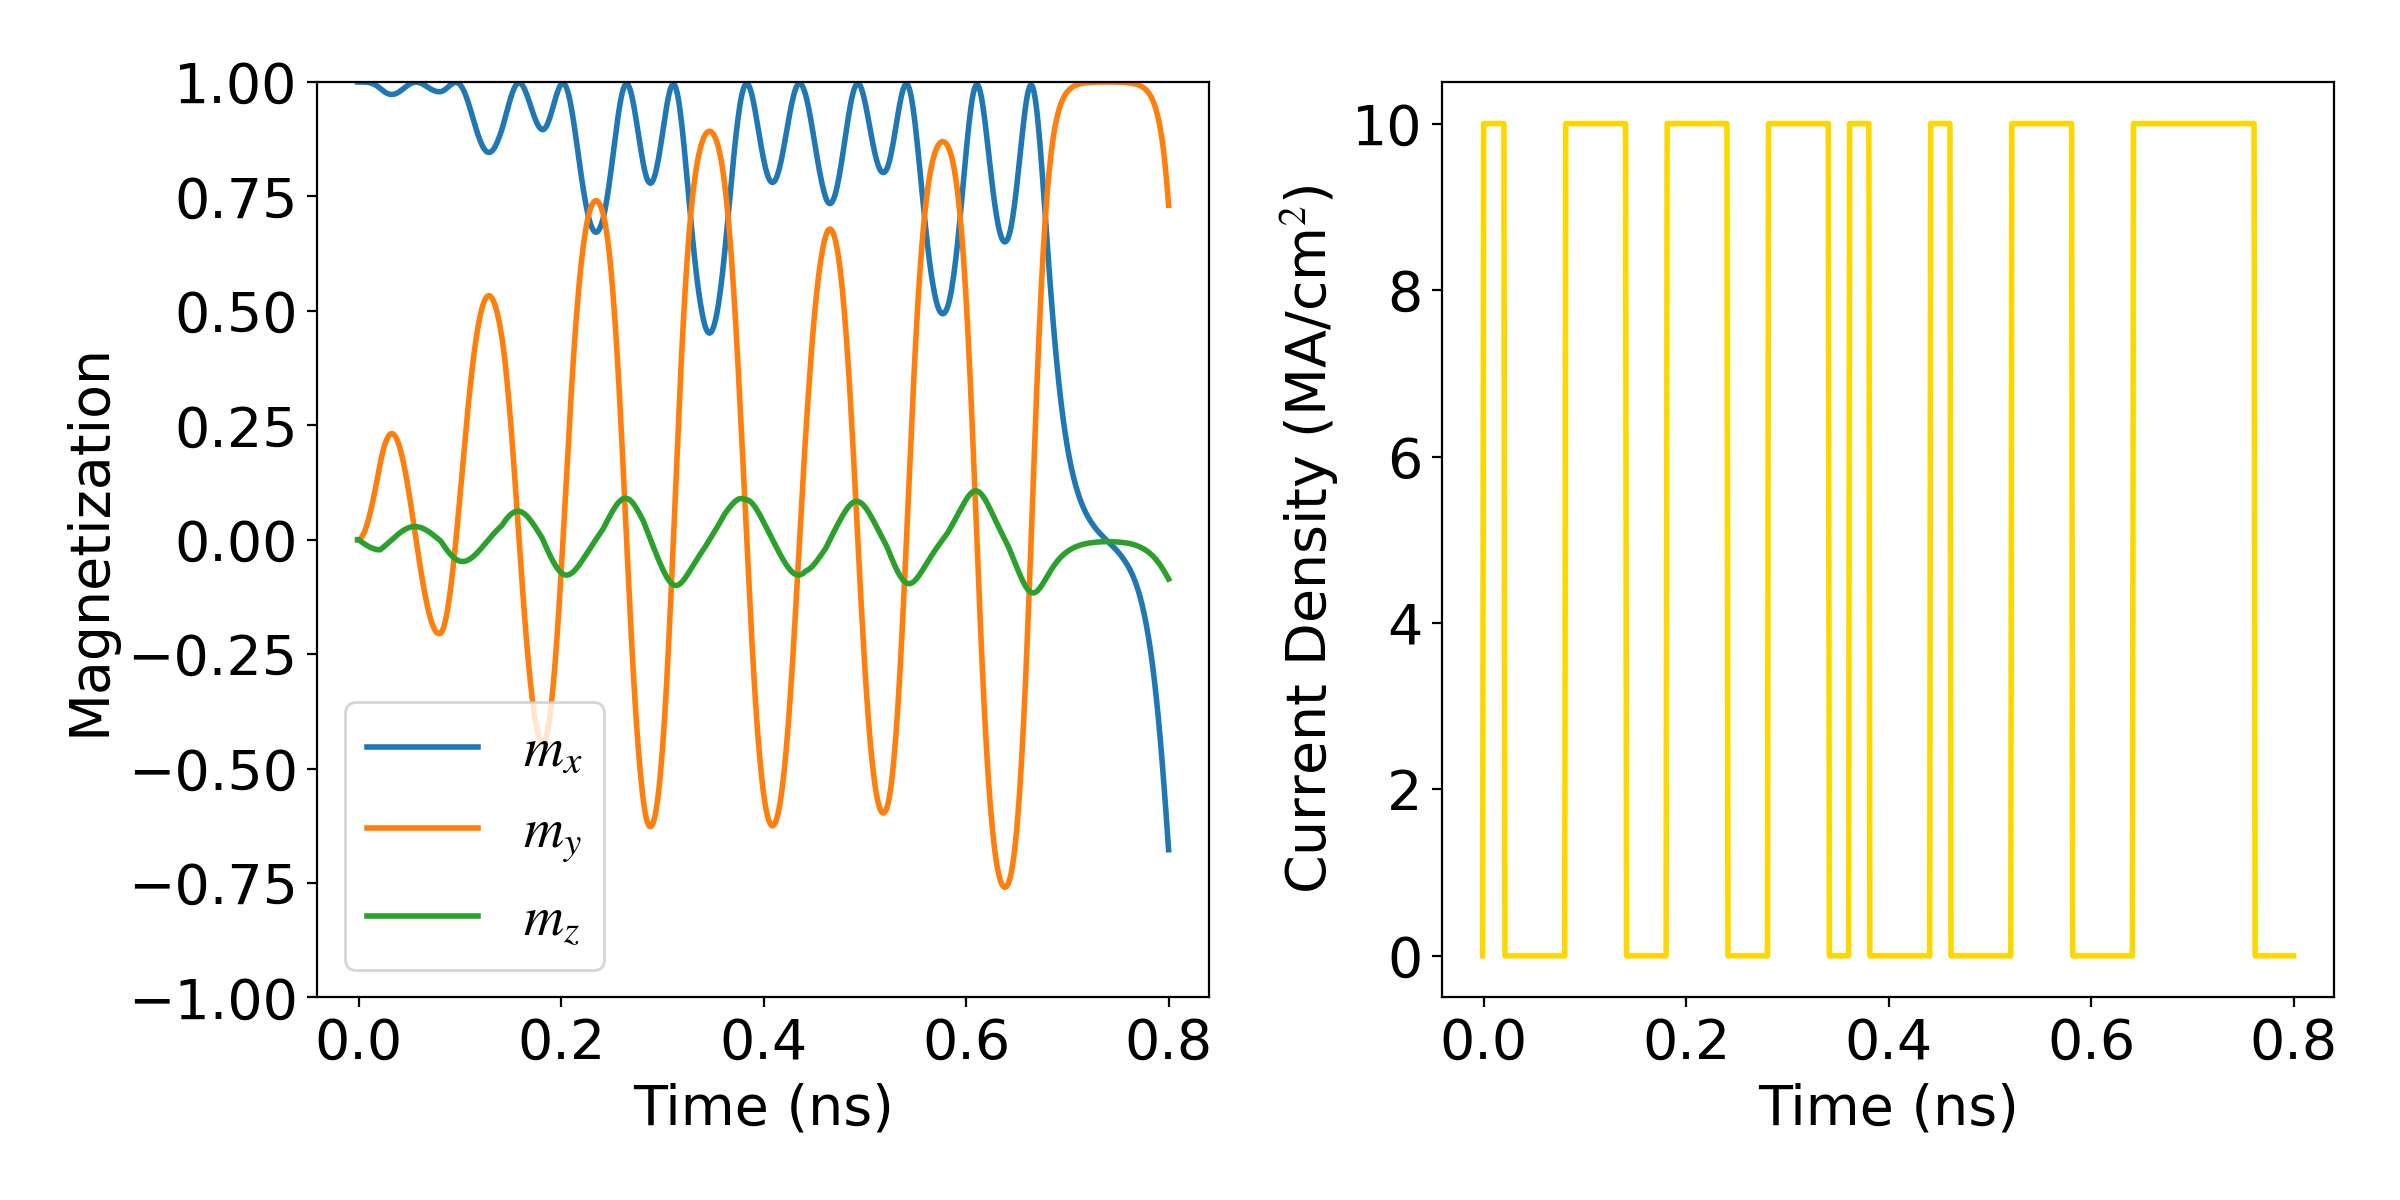 1.00
0.75
0.50
0.25
0.00
−0.25
−0.50
−0.75
−1.00
Magnetization
m_x
m_y
m_z
0.0 0.2 0.4 0.6 0.8
Time (ns)
10
8
6
4
2
0
Current Density (MA/cm²)
0.0 0.2 0.4 0.6 0.8
Time (ns)